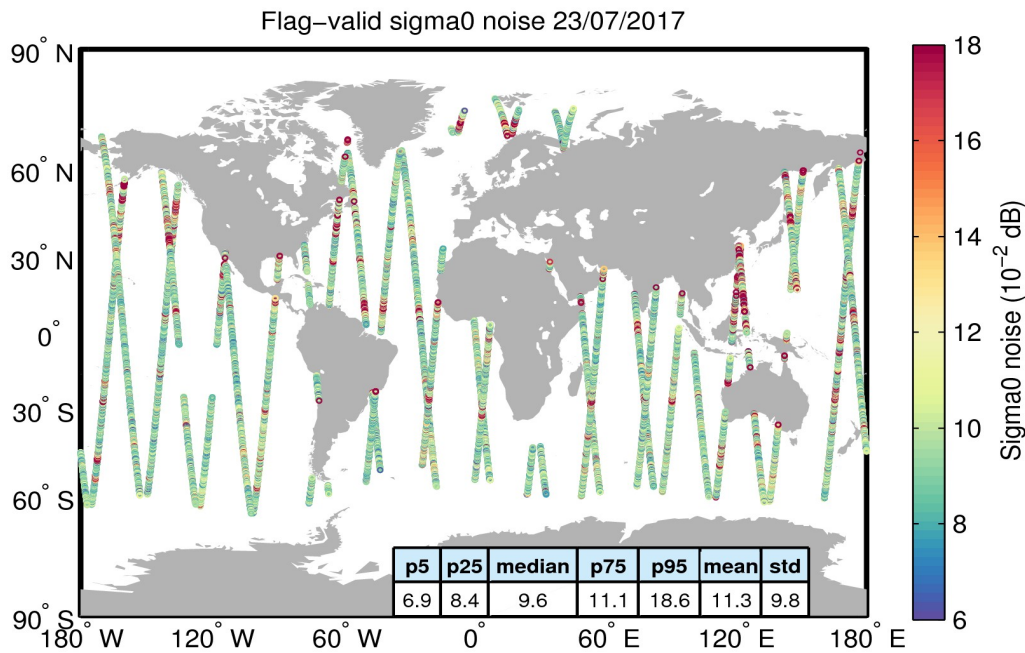 Flag−valid sigma0 noise 23/07/2017
90° N
60° N
30° N
0°
30° S
60° S
90° S
180° W
120° W
60° W
0°
60° E
120° E
180° E
p5 p25 median p75 p95 mean std
6.9 8.4 9.6 11.1 18.6 11.3 9.8
18
16
14
12
10
8
6
Sigma0 noise (10⁻² dB)